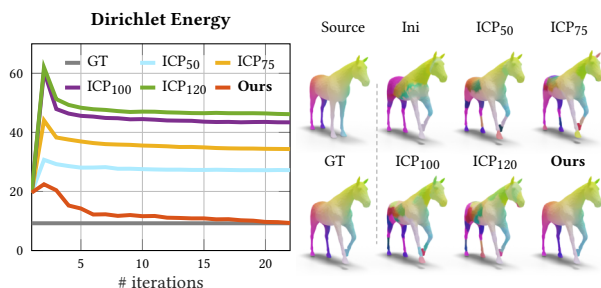 Dirichlet Energy
60
40
20
0
GT ICP50 ICP75
ICP100 ICP120 Ours
5 10 15 20
# iterations
Source Ini ICP50 ICP75
GT ICP100 ICP120 Ours